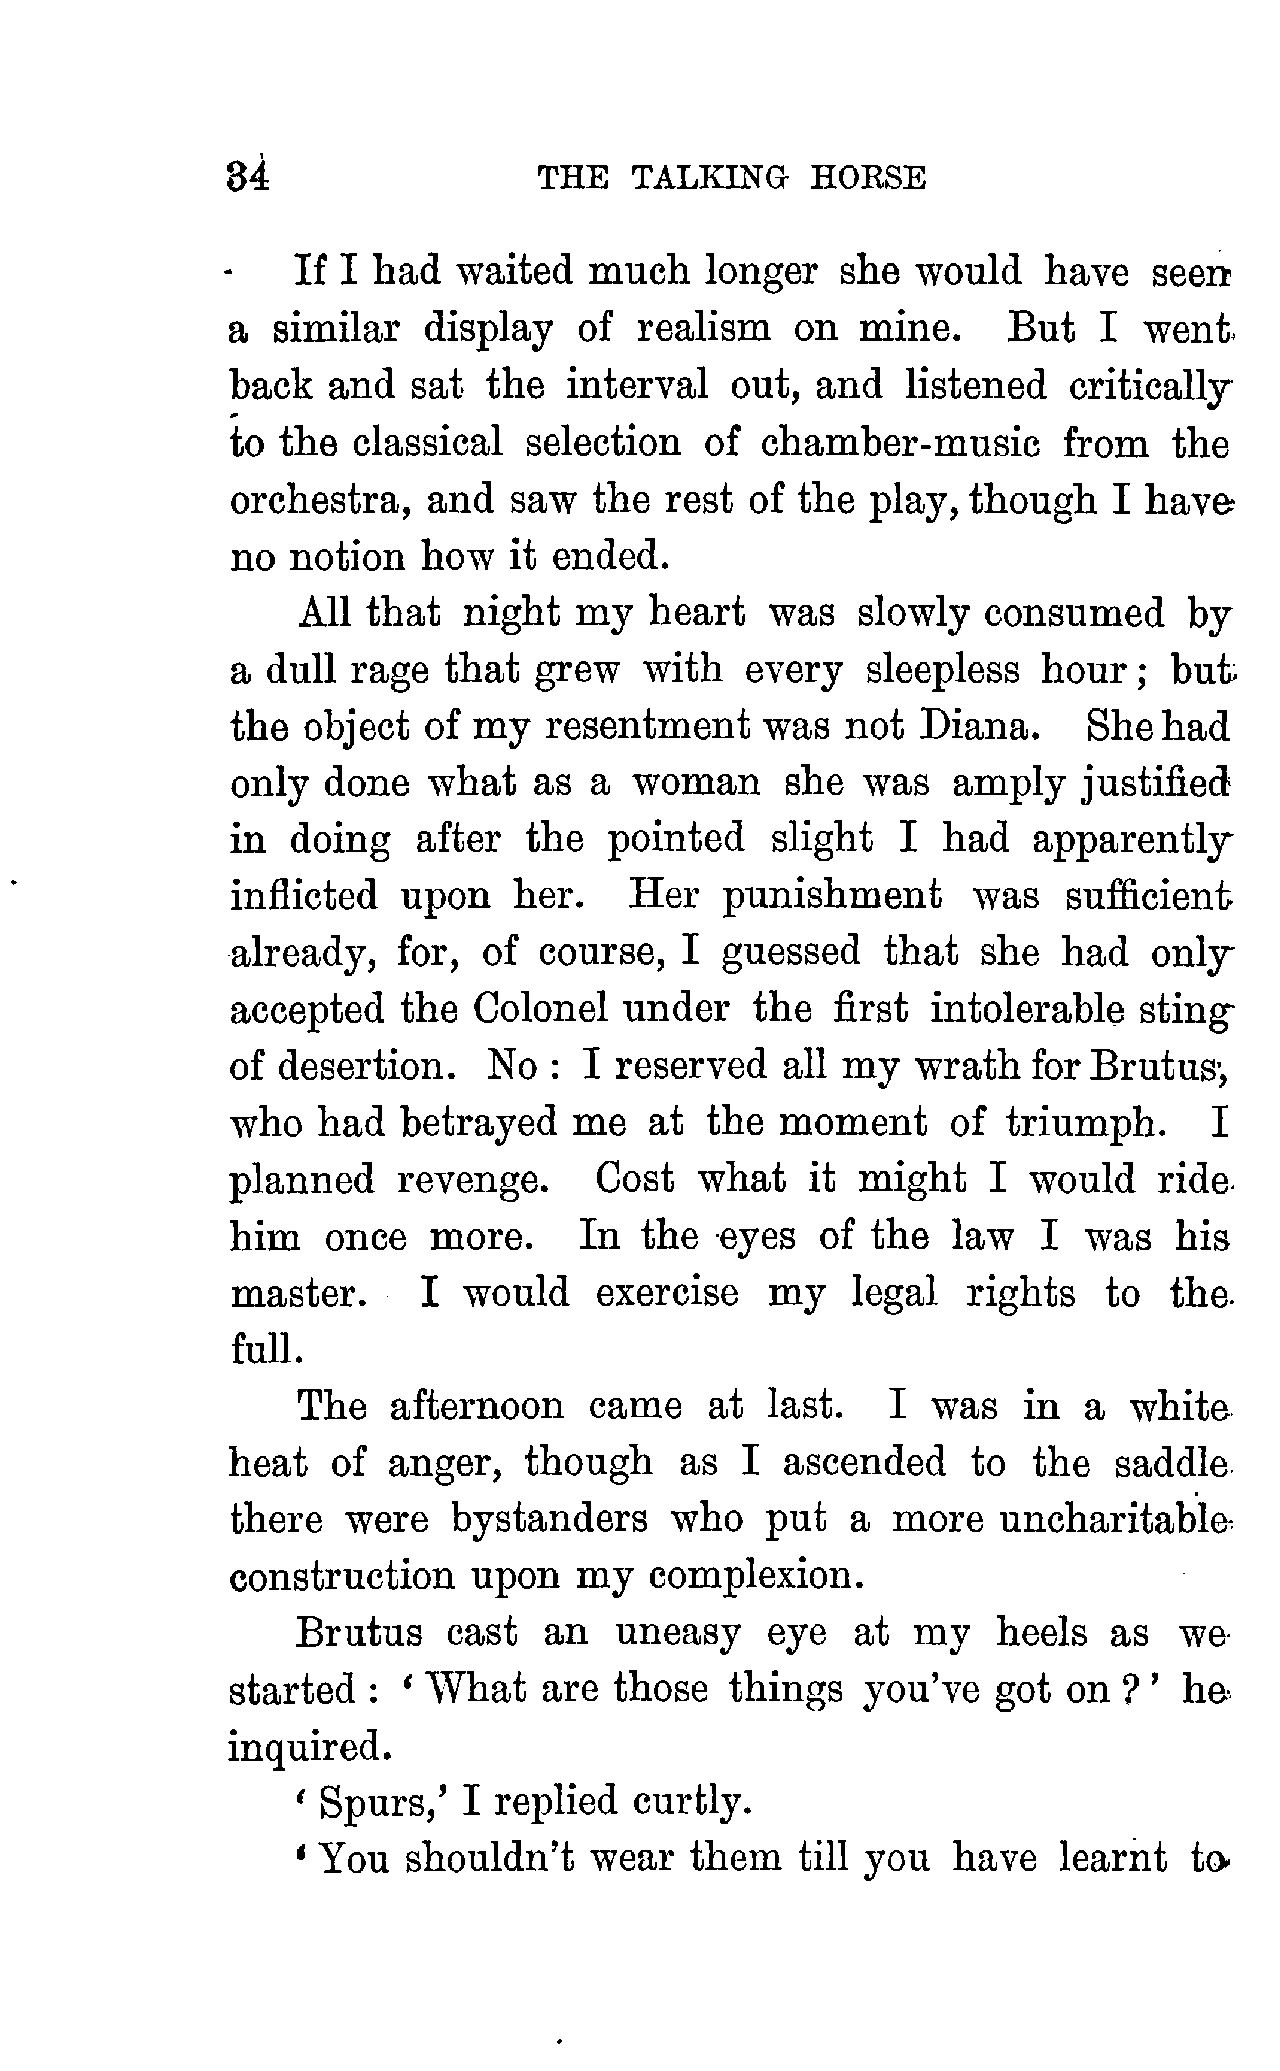 34 THE TALKING HORSE
If I had waited much longer she would have seen
a similar display of realism on mine. But I went
back and sat the interval out, and listened critically
to the classical selection of chamber-music from the
orchestra, and saw the rest of the play, though I have
no notion how it ended.
All that night my heart was slowly consumed by
a dull rage that grew with every sleepless hour; but
the object of my resentment was not Diana. She had
only done what as a woman she was amply justified
in doing after the pointed slight I had apparently
inflicted upon her. Her punishment was sufficient
already, for, of course, I guessed that she had only
accepted the Colonel under the first intolerable sting
of desertion. No: I reserved all my wrath for Brutus,
who had betrayed me at the moment of triumph. I
planned revenge. Cost what it might I would ride
him once more. In the eyes of the law I was his
master. I would exercise my legal rights to the
full.
The afternoon came at last. I was in a white
heat of anger, though as I ascended to the saddle
there were bystanders who put a more uncharitable
construction upon my complexion.
Brutus cast an uneasy eye at my heels as we
started: ‘What are those things you've got on?’ he
inquired.
‘Spurs,’ I replied curtly.
‘You shouldn't wear them till you have learnt to